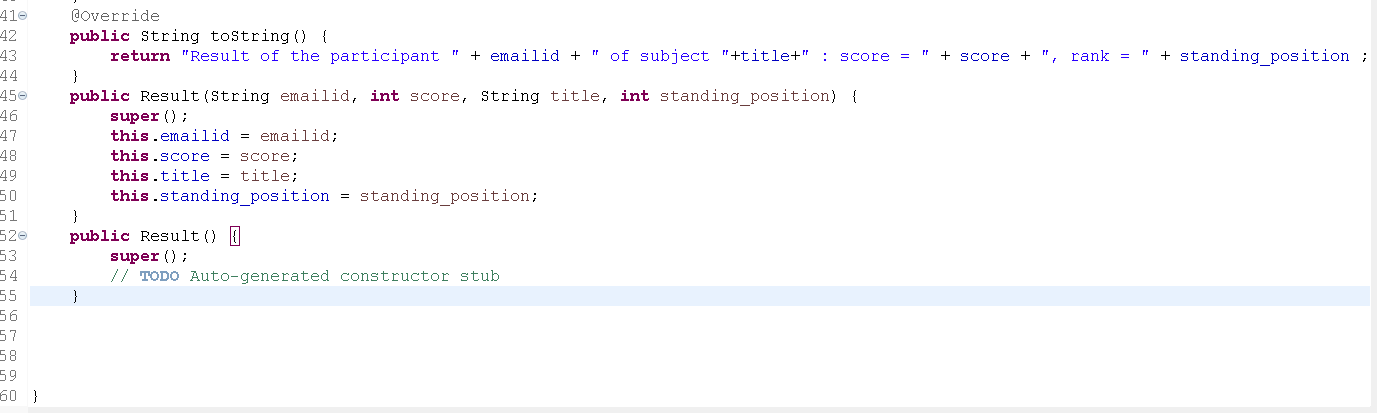 41 @Override
42 public String toString() {
43 return "Result of the participant " + emailid + " of subject "+title+" : score = " + score + ", rank = " + standing_position ;
44 }
45 public Result(String emailid, int score, String title, int standing_position) {
46 super();
47 this.emailid = emailid;
48 this.score = score;
49 this.title = title;
50 this.standing_position = standing_position;
51 }
52 public Result() {
53 super();
54 // TODO Auto-generated constructor stub
55 }
56
57
58
59
60 }